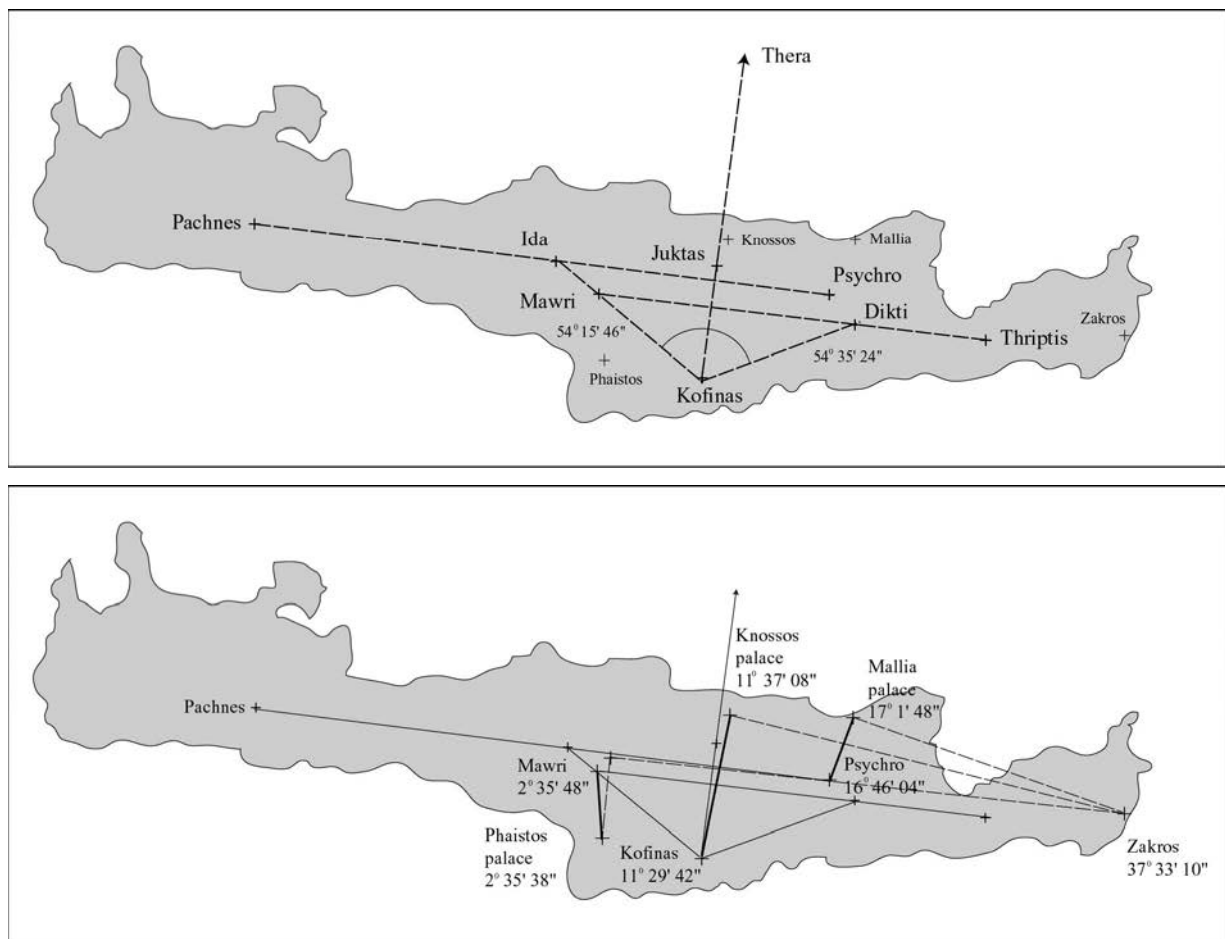 Thera
Pachnes
Ida
Juktas
Knossos
Mallia
Mawri
Psychro
54° 15' 46"
Dikti
Zakros
Thriptis
54° 35' 24"
Phaistos
Kofinas
Knossos
palace
11° 37' 08"
Mallia
palace
17° 1' 48"
Pachnes
Mawri
2° 35' 48"
Psychro
16° 46' 04"
Phaistos
palace
2° 35' 38"
Kofinas
11° 29' 42"
Zakros
37° 33' 10"